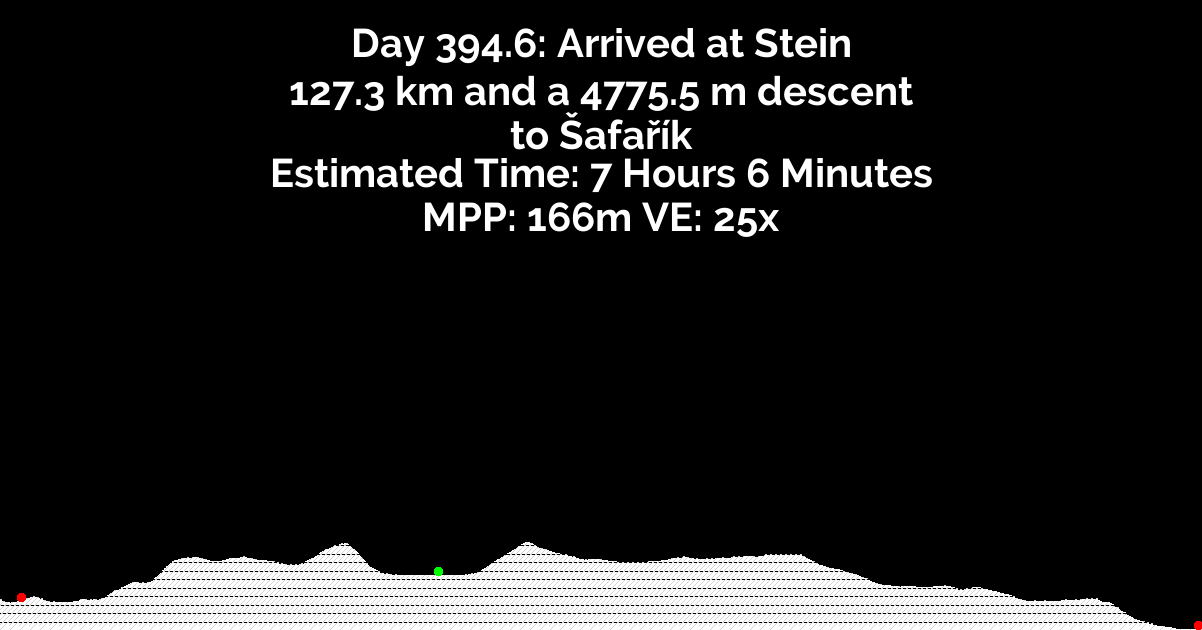 Day 394.6: Arrived at Stein
127.3 km and a 4775.5 m descent
to Šafařík
Estimated Time: 7 Hours 6 Minutes
MPP: 166m VE: 25x